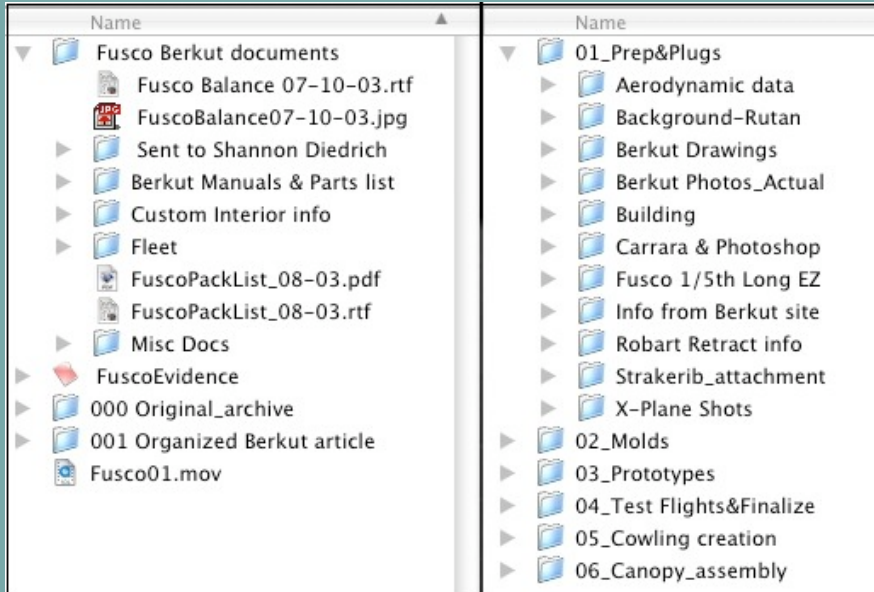 Name
Fusco Berkut documents
Fusco Balance 07-10-03.rtf
JPG
FuscoBalance07-10-03.jpg
Sent to Shannon Diedrich
Berkut Manuals & Parts list
Custom Interior info
Fleet
PDF
FuscoPackList_08-03.pdf
FuscoPackList_08-03.rtf
Misc Docs
FuscoEvidence
000 Original_archive
001 Organized Berkut article
Fusco01.mov
Name
01_Prep&Plugs
Aerodynamic data
Background-Rutan
Berkut Drawings
Berkut Photos_Actual
Building
Carrara & Photoshop
Fusco 1/5th Long EZ
Info from Berkut site
Robart Retract info
Strakerib_attachment
X-Plane Shots
02_Molds
03_Prototypes
04_Test Flights&Finalize
05_Cowling creation
06_Canopy_assembly